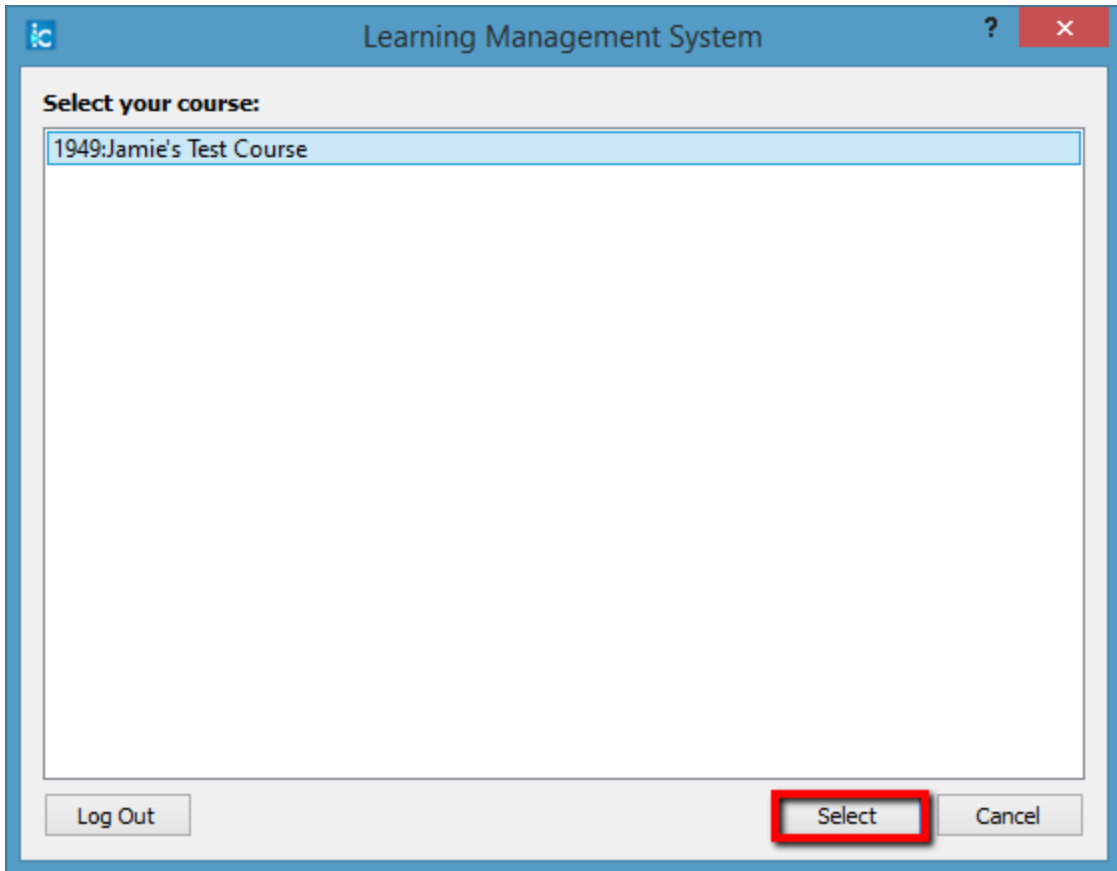 ic
Learning Management System
?
Select your course:
1949:Jamie's Test Course
Log Out
Select
Cancel